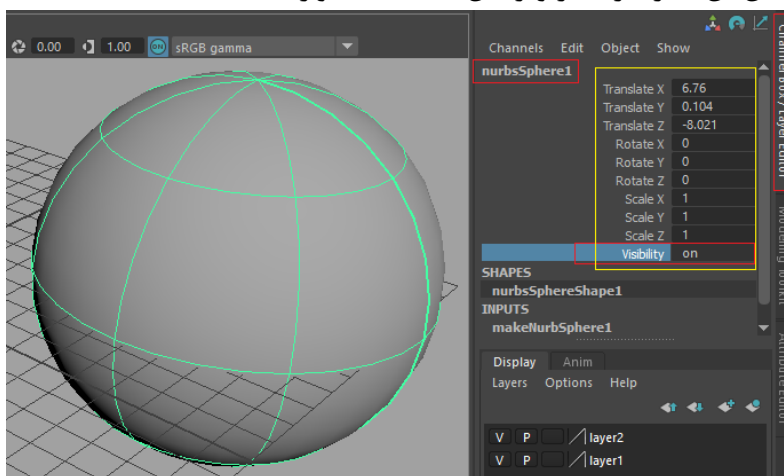 0.00 1.00 ON sRGB gamma
Channels Edit Object Show
nurbsSphere1
Translate X 6.76
Translate Y 0.104
Translate Z -8.021
Rotate X 0
Rotate Y 0
Rotate Z 0
Scale X 1
Scale Y 1
Scale Z 1
Visibility on
SHAPES
nurbsSphereShape1
INPUTS
makeNurbSphere1
Display Anim
Layers Options Help
V P layer2
V P layer1
Channel Box / Layer Editor
Modeling Toolkit
Attribute Editor